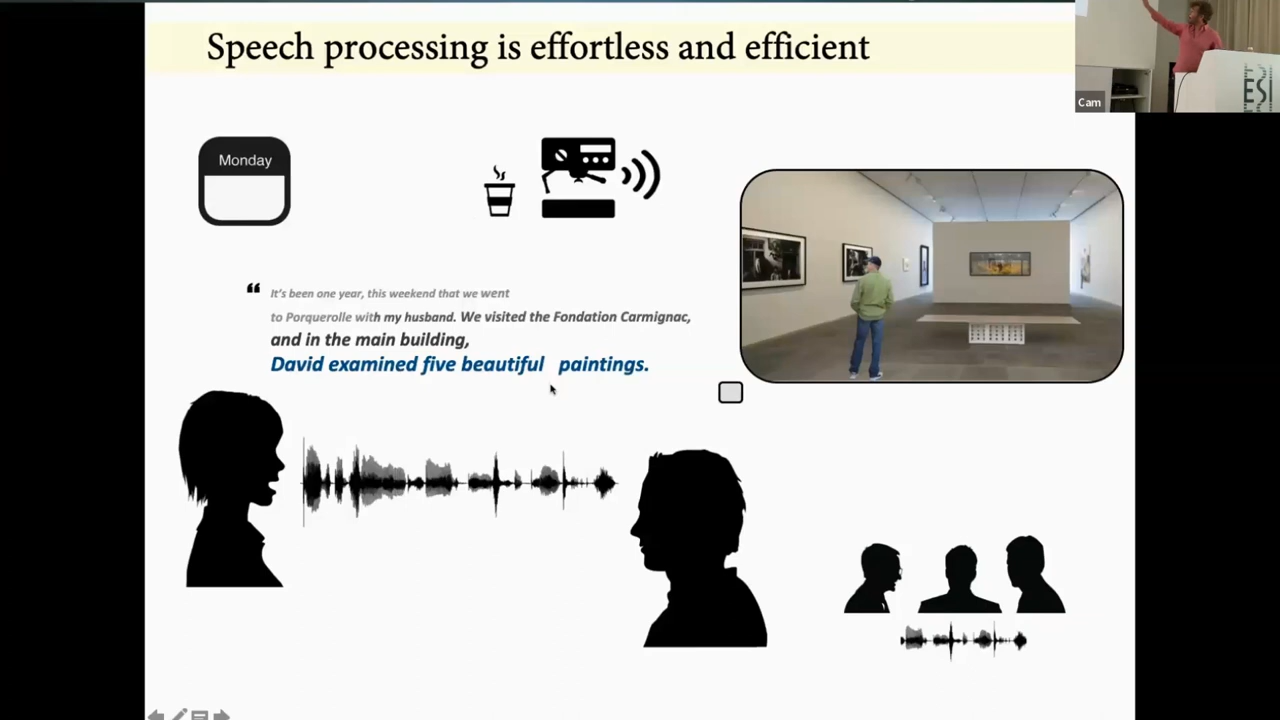 Speech processing is effortless and efficient
Cam
ESI
Monday
“ It's been one year, this weekend that we went
to Porquerolle with my husband. We visited the Fondation Carmignac,
and in the main building,
David examined five beautiful paintings.